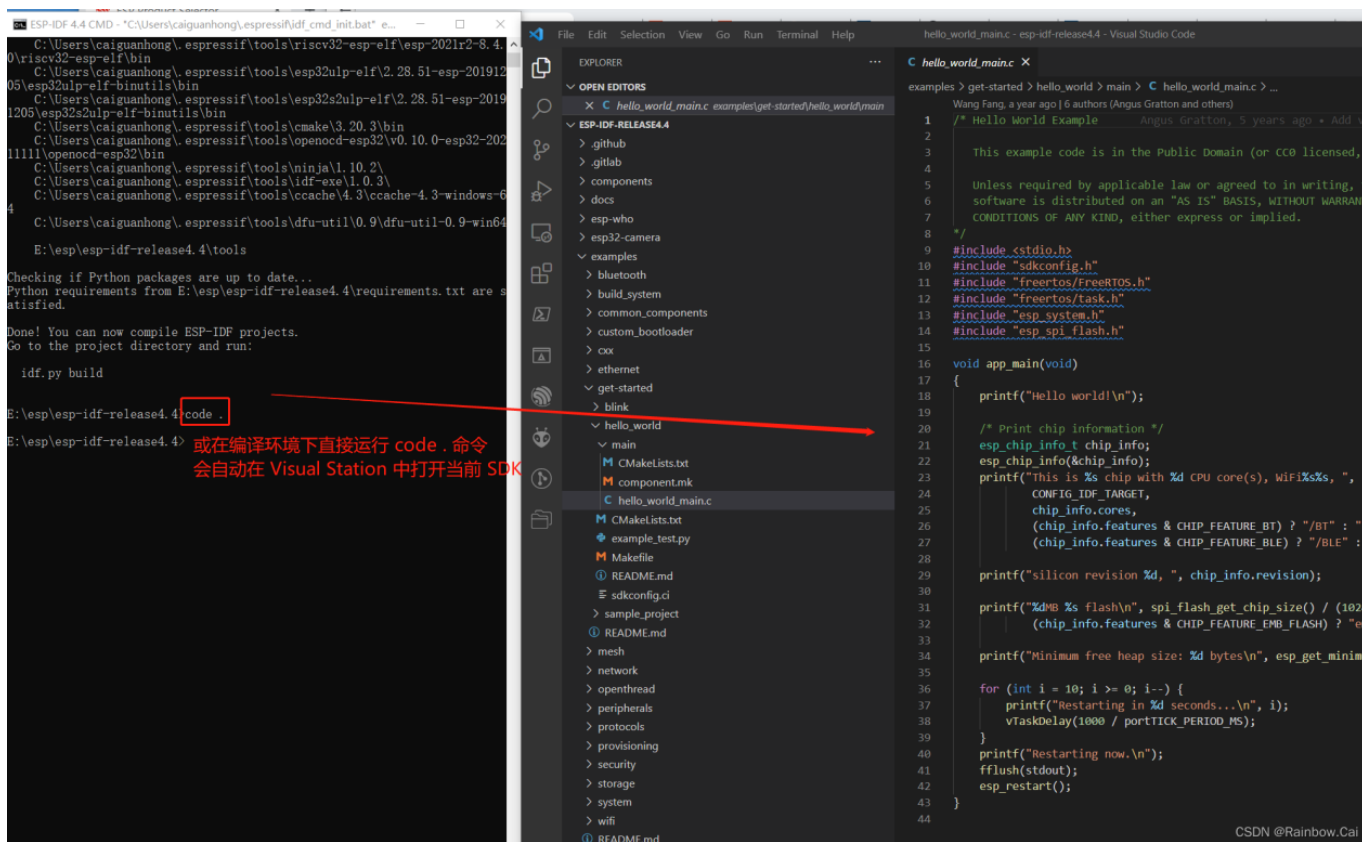 ESP-IDF 4.4 CMD - "C:\Users\caiguanhong\.espressif\idf_cmd_init.bat" e...
C:\Users\caiguanhong\.espressif\tools\riscv32-esp-elf\esp-2021r2-8.4.
0\riscv32-esp-elf\bin
C:\Users\caiguanhong\.espressif\tools\esp32ulp-elf\2.28.51-esp-201912
05\esp32ulp-elf-binutils\bin
C:\Users\caiguanhong\.espressif\tools\esp32s2ulp-elf\2.28.51-esp-2019
1205\esp32s2ulp-elf-binutils\bin
C:\Users\caiguanhong\.espressif\tools\cmake\3.20.3\bin
C:\Users\caiguanhong\.espressif\tools\openocd-esp32\v0.10.0-esp32-202
11111\openocd-esp32\bin
C:\Users\caiguanhong\.espressif\tools\ninja\1.10.2\
C:\Users\caiguanhong\.espressif\tools\idf-exe\1.0.3\
C:\Users\caiguanhong\.espressif\tools\ccache\4.3\ccache-4.3-windows-6
4
C:\Users\caiguanhong\.espressif\tools\dfu-util\0.9\dfu-util-0.9-win64
E:\esp\esp-idf-release4.4\tools
Checking if Python packages are up to date...
Python requirements from E:\esp\esp-idf-release4.4\requirements.txt are s
atisfied.
Done! You can now compile ESP-IDF projects.
Go to the project directory and run:
idf.py build
E:\esp\esp-idf-release4.4>code .
E:\esp\esp-idf-release4.4>
或在编译环境下直接运行 code . 命令
会自动在 Visual Station 中打开当前 SDK
File Edit Selection View Go Run Terminal Help
hello_world_main.c - esp-idf-release4.4 - Visual Studio Code
EXPLORER
OPEN EDITORS
hello_world_main.c examples\get-started\hello_world\main
ESP-IDF-RELEASE4.4
.github
.gitlab
components
docs
esp-who
esp32-camera
examples
bluetooth
build_system
common_components
custom_bootloader
cxx
ethernet
get-started
blink
hello_world
main
CMakeLists.txt
component.mk
hello_world_main.c
CMakeLists.txt
example_test.py
Makefile
README.md
sdkconfig.ci
sample_project
README.md
mesh
network
openthread
peripherals
protocols
provisioning
security
storage
system
wifi
README.md
C hello_world_main.c
examples > get-started > hello_world > main > C hello_world_main.c > ...
Wang Fang, a year ago | 6 authors (Angus Gratton and others)
1 /* Hello World Example Angus Gratton, 5 years ago • Add
2
3 This example code is in the Public Domain (or CC0 licensed,
4
5 Unless required by applicable law or agreed to in writing,
6 software is distributed on an "AS IS" BASIS, WITHOUT WARRAN
7 CONDITIONS OF ANY KIND, either express or implied.
8 */
9 #include <stdio.h>
10 #include "sdkconfig.h"
11 #include "freertos/FreeRTOS.h"
12 #include "freertos/task.h"
13 #include "esp_system.h"
14 #include "esp_spi_flash.h"
15
16 void app_main(void)
17 {
18 printf("Hello world!\n");
19
20 /* Print chip information */
21 esp_chip_info_t chip_info;
22 esp_chip_info(&chip_info);
23 printf("This is %s chip with %d CPU core(s), WiFi%s%s, ",
24 CONFIG_IDF_TARGET,
25 chip_info.cores,
26 (chip_info.features & CHIP_FEATURE_BT) ? "/BT" : "
27 (chip_info.features & CHIP_FEATURE_BLE) ? "/BLE" :
28
29 printf("silicon revision %d, ", chip_info.revision);
30
31 printf("%dMB %s flash\n", spi_flash_get_chip_size() / (102
32 (chip_info.features & CHIP_FEATURE_EMB_FLASH) ? "e
33
34 printf("Minimum free heap size: %d bytes\n", esp_get_minim
35
36 for (int i = 10; i >= 0; i--) {
37 printf("Restarting in %d seconds...\n", i);
38 vTaskDelay(1000 / portTICK_PERIOD_MS);
39 }
40 printf("Restarting now.\n");
41 fflush(stdout);
42 esp_restart();
43 }
44
CSDN @Rainbow.Cai